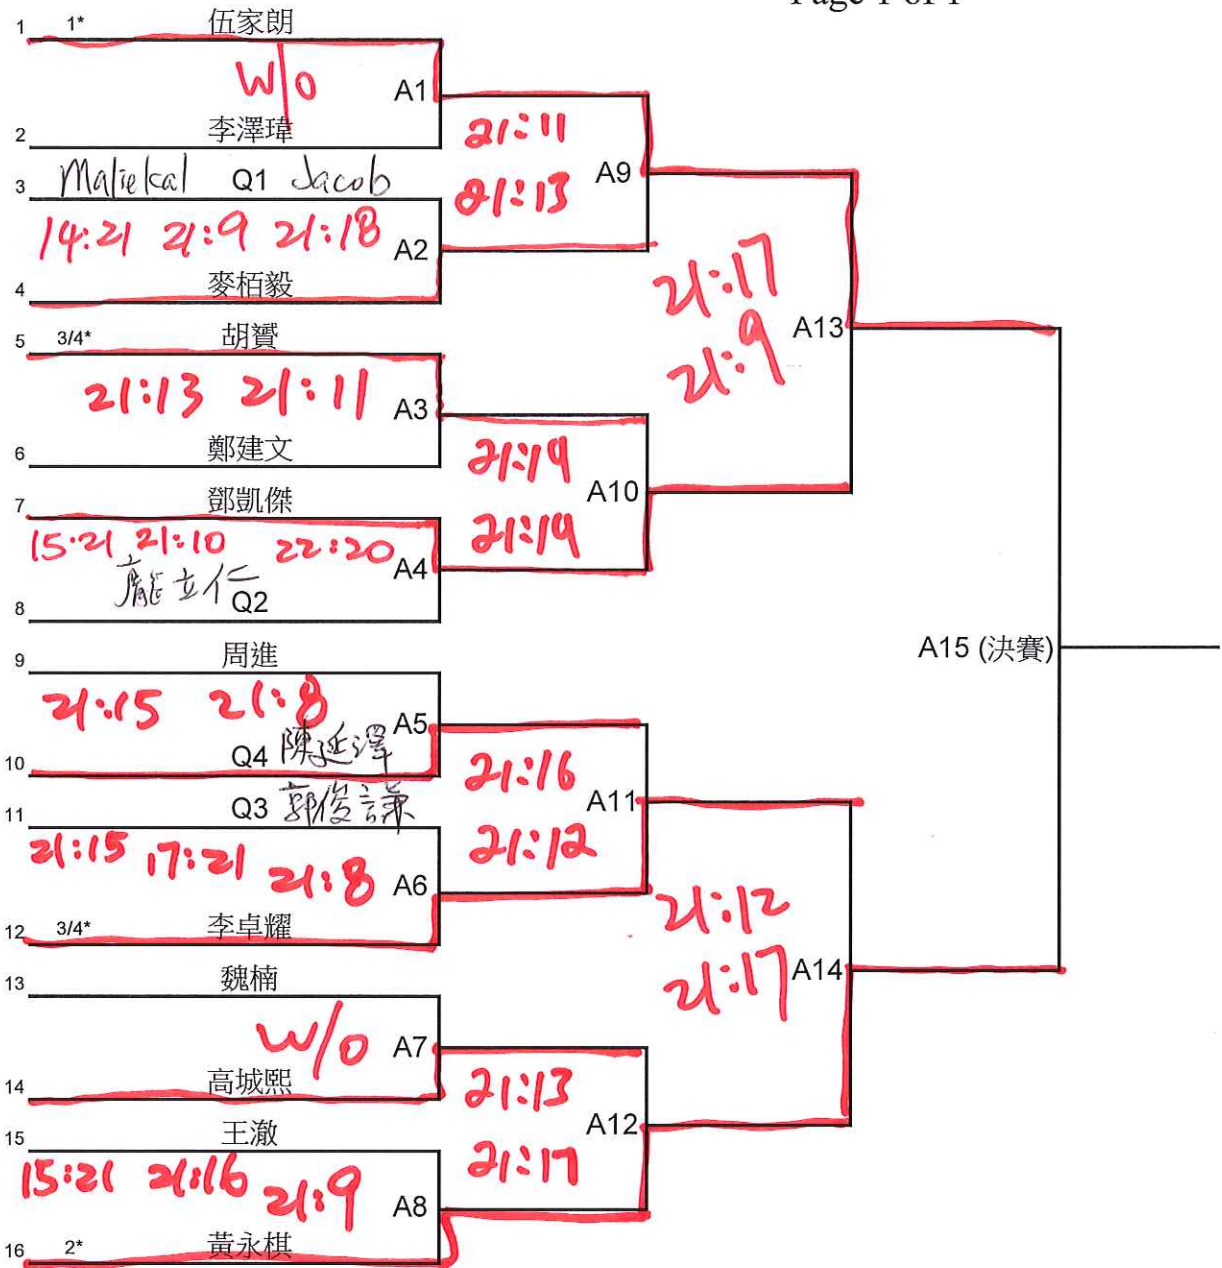 Page 1 of 1
1 1* 伍家朗
W/O A1
2 李澤瑋
21:11
21:13 A9
3 Maliekal Q1 Jacob
14:21 21:9 21:18 A2
4 麥栢毅
21:17
21:9 A13
5 3/4* 胡贇
21:13 21:11 A3
6 鄭建文
21:19
21:19 A10
7 鄧凱傑
15:21 21:10 22:20 A4
龐立仁
8 Q2
A15 (決賽)
9 周進
21:15 21:8 A5
10 Q4 陳延澤
21:16
21:12 A11
11 Q3 郭俊謙
21:15 17:21 21:8 A6
12 3/4* 李卓耀
21:12
21:17 A14
13 魏楠
W/O A7
14 高城熙
21:13
21:17 A12
15 王澈
15:21 21:16 21:9 A8
16 2* 黃永棋